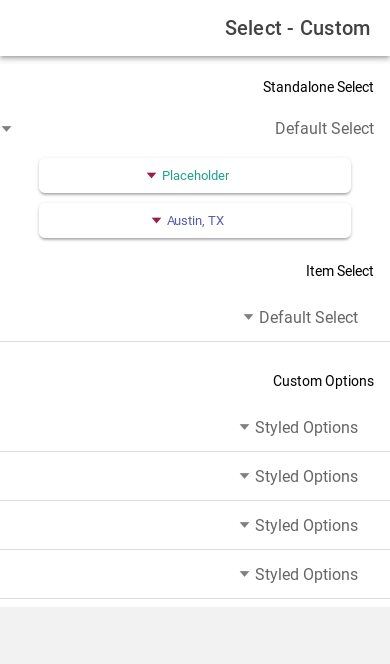 Select - Custom
Standalone Select
Default Select
Placeholder
Austin, TX
Item Select
Default Select
Custom Options
Styled Options
Styled Options
Styled Options
Styled Options